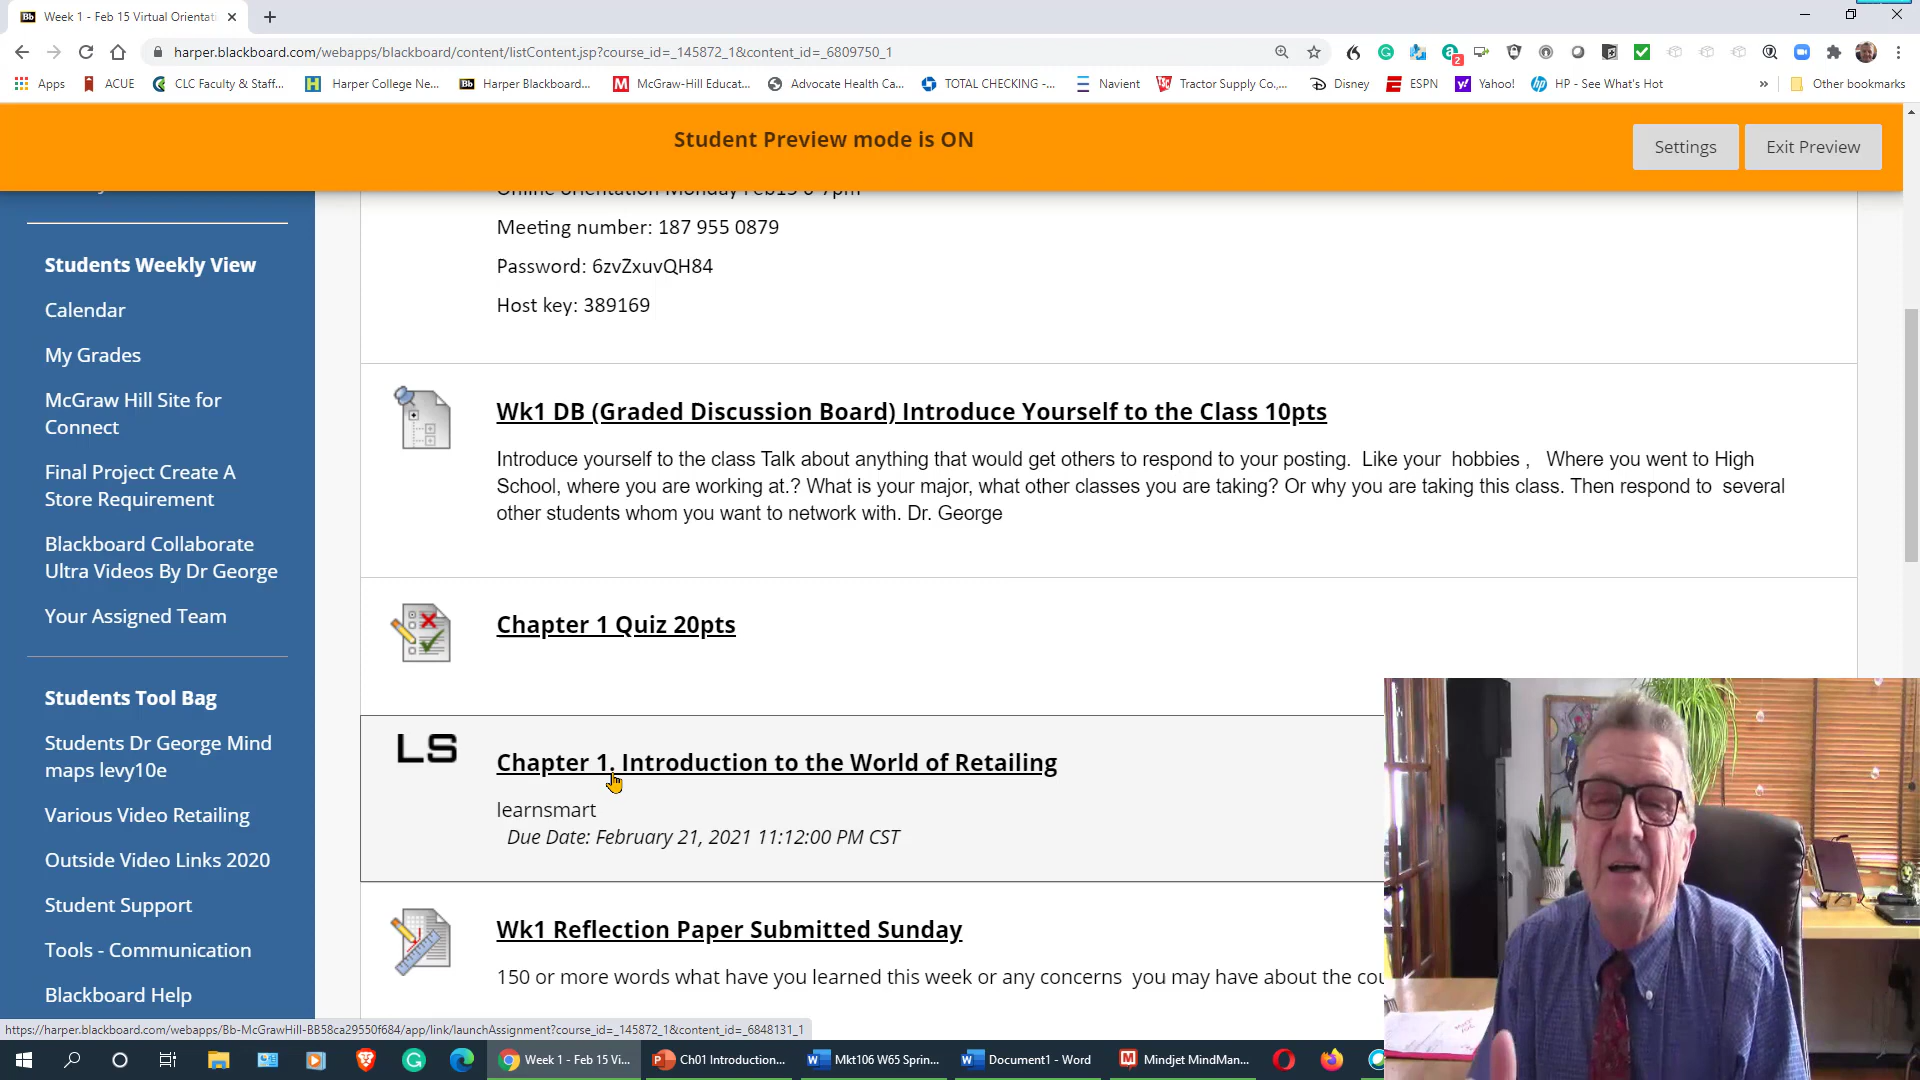 Week 1 - Feb 15 Virtual Orientati
harper.blackboard.com/webapps/blackboard/content/listContent.jsp?course_id=_145872_1&content_id=_6809750_1
2
Apps
ACUE
CLC Faculty & Staff...
Harper College Ne...
Harper Blackboard...
McGraw-Hill Educat...
Advocate Health Ca...
TOTAL CHECKING -...
Navient
Tractor Supply Co.,...
Disney
ESPN
Yahoo!
HP - See What's Hot
»
Other bookmarks
Student Preview mode is ON
Settings
Exit Preview
Students Weekly View
Calendar
My Grades
McGraw Hill Site for
Connect
Final Project Create A
Store Requirement
Blackboard Collaborate
Ultra Videos By Dr George
Your Assigned Team
Students Tool Bag
Students Dr George Mind
maps levy10e
Various Video Retailing
Outside Video Links 2020
Student Support
Tools - Communication
Blackboard Help
Online orientation Monday Feb15 6-7pm
Meeting number: 187 955 0879
Password: 6zvZxuvQH84
Host key: 389169
Wk1 DB (Graded Discussion Board) Introduce Yourself to the Class 10pts
Introduce yourself to the class Talk about anything that would get others to respond to your posting.  Like your  hobbies ,   Where you went to High
School, where you are working at.? What is your major, what other classes you are taking? Or why you are taking this class. Then respond to  several
other students whom you want to network with. Dr. George
Chapter 1 Quiz 20pts
LS
Chapter 1. Introduction to the World of Retailing
learnsmart
Due Date: February 21, 2021 11:12:00 PM CST
Wk1 Reflection Paper Submitted Sunday
150 or more words what have you learned this week or any concerns  you may have about the cou
https://harper.blackboard.com/webapps/Bb-McGrawHill-BB58ca29550f684/app/link/launchAssignment?course_id=_145872_1&content_id=_6848131_1
Week 1 - Feb 15 Vi...
Ch01 Introduction...
Mkt106 W65 Sprin...
Document1 - Word
Mindjet MindMan...